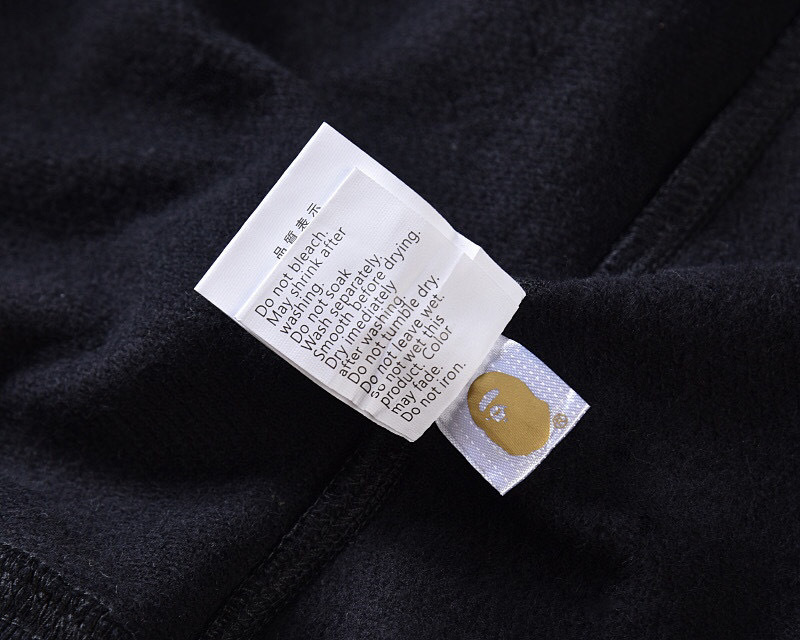 品質表示
Do not bleach.
May shrink after
washing.
Do not soak
Wash separately.
Smooth before drying.
Dry immediately
after washing.
Do not tumble dry.
Do not leave wet.
so not wet this
product. Color
may fade.
Do not iron.